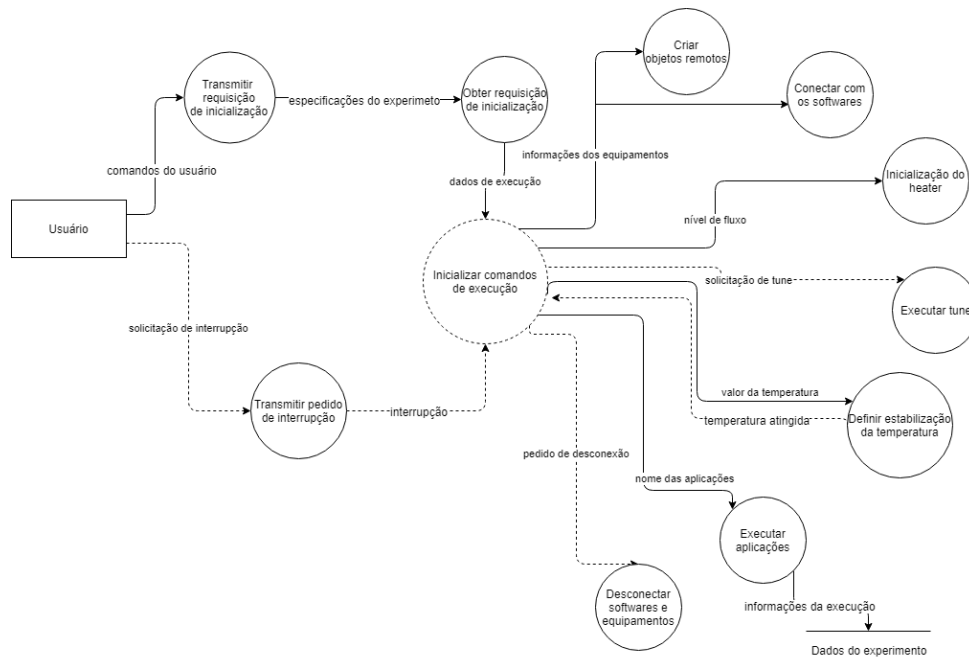 Criar
objetos remotos
Transmitir
requisição
de inicialização
especificações do experimeto
Obter requisição
de inicialização
Conectar com
os softwares
informações dos equipamentos
comandos do usuário
dados de execução
Inicialização do
heater
nível de fluxo
Usuário
Inicializar comandos
de execução
solicitação de tune
Executar tune
solicitação de interrupção
valor da temperatura
Transmitir pedido
de interrupção
interrupção
temperatura atingida
Definir estabilização
da temperatura
pedido de desconexão
nome das aplicações
Executar
aplicações
Desconectar
softwares e
equipamentos
informações da execução
Dados do experimento